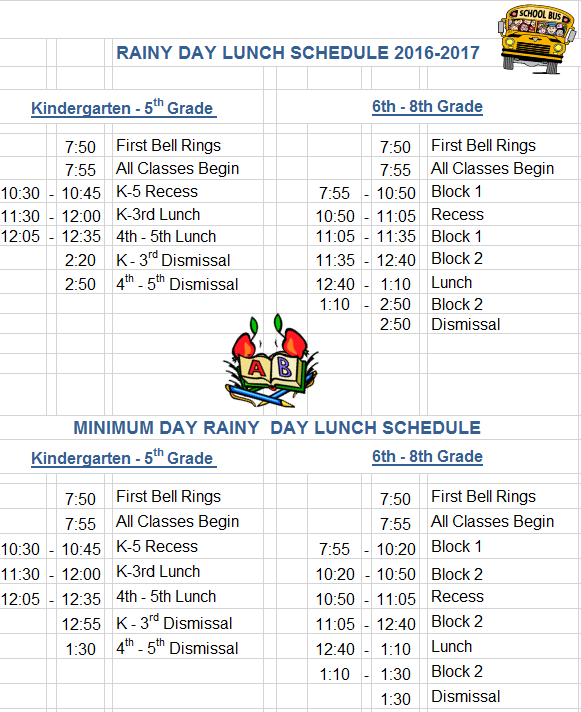 SCHOOL BUS
RAINY DAY LUNCH SCHEDULE 2016-2017
Kindergarten - 5th Grade
7:50 First Bell Rings
7:55 All Classes Begin
10:30 - 10:45 K-5 Recess
11:30 - 12:00 K-3rd Lunch
12:05 - 12:35 4th - 5th Lunch
2:20 K - 3rd Dismissal
2:50 4th - 5th Dismissal
6th - 8th Grade
7:50 First Bell Rings
7:55 All Classes Begin
7:55 - 10:50 Block 1
10:50 - 11:05 Recess
11:05 - 11:35 Block 1
11:35 - 12:40 Block 2
12:40 - 1:10 Lunch
1:10 - 2:50 Block 2
2:50 Dismissal
A B
MINIMUM DAY RAINY DAY LUNCH SCHEDULE
Kindergarten - 5th Grade
7:50 First Bell Rings
7:55 All Classes Begin
10:30 - 10:45 K-5 Recess
11:30 - 12:00 K-3rd Lunch
12:05 - 12:35 4th - 5th Lunch
12:55 K - 3rd Dismissal
1:30 4th - 5th Dismissal
6th - 8th Grade
7:50 First Bell Rings
7:55 All Classes Begin
7:55 - 10:20 Block 1
10:20 - 10:50 Block 2
10:50 - 11:05 Recess
11:05 - 12:40 Block 2
12:40 - 1:10 Lunch
1:10 - 1:30 Block 2
1:30 Dismissal